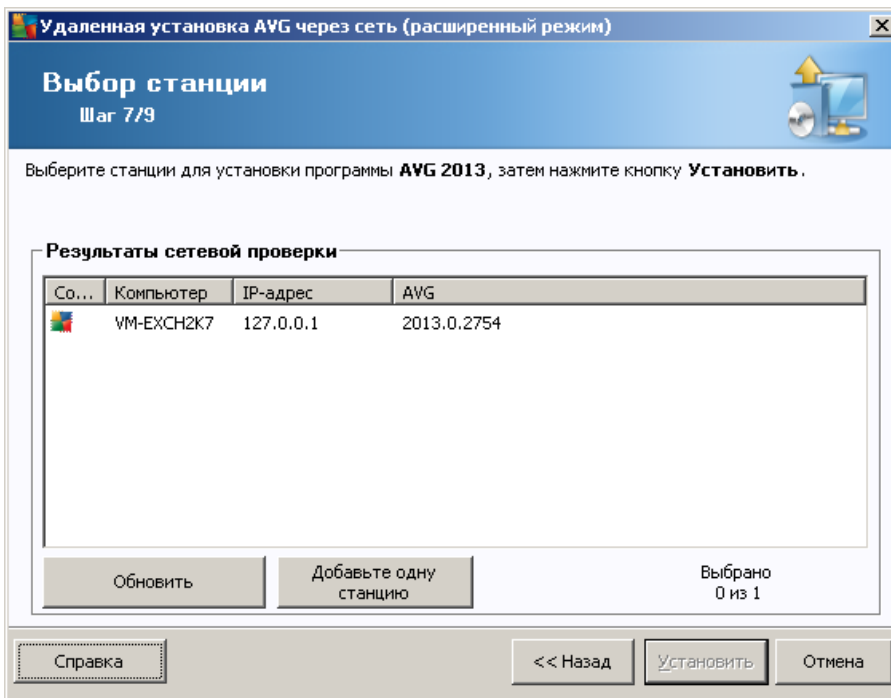 Удаленная установка AVG через сеть (расширенный режим)
Выбор станции
Шаг 7/9
Выберите станции для установки программы AVG 2013, затем нажмите кнопку Установить.
Результаты сетевой проверки
Со... Компьютер IP-адрес AVG
VM-EXCH2K7 127.0.0.1 2013.0.2754
Обновить
Добавьте одну
станцию
Выбрано
0 из 1
Справка
<< Назад
Установить
Отмена